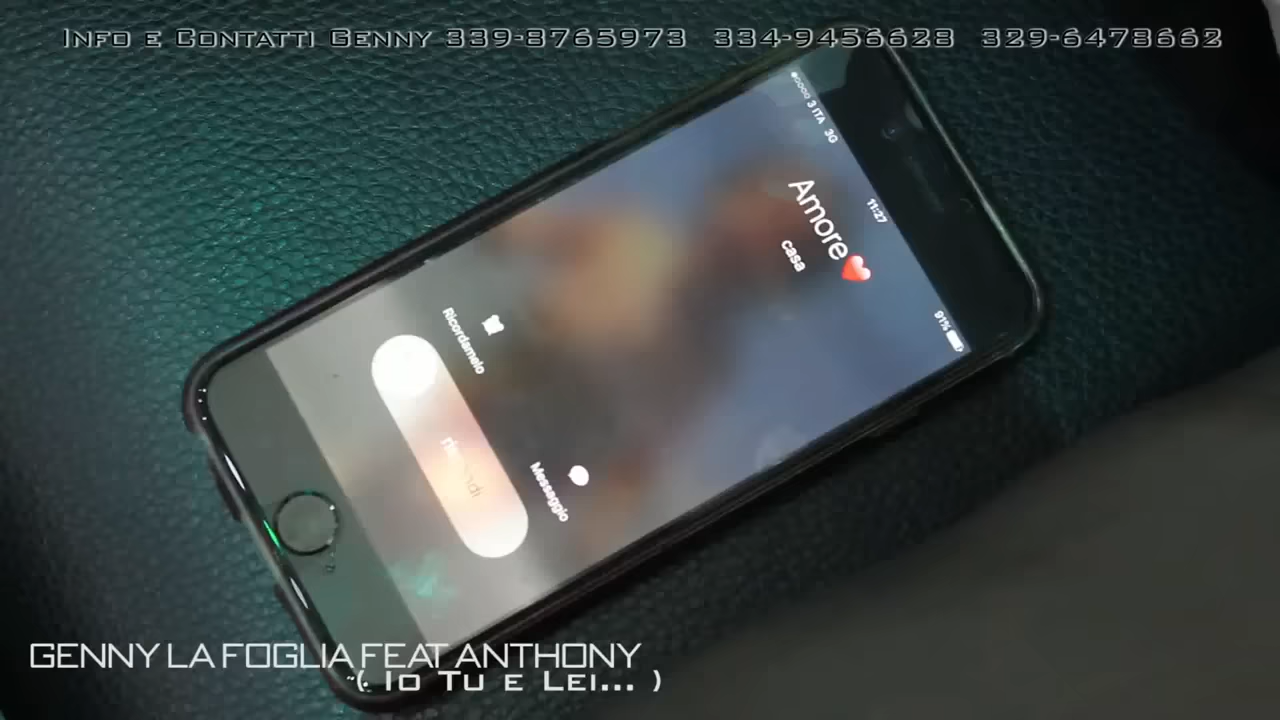 Info e Contatti Genny 339-8765973 334-9456628 329-6478662
3 ITA 3G
11:27
91%
Amore❤️
casa
Ricordamelo
Messaggio
GENNY LA FOGLIA FEAT ANTHONY
~(. Io Tu e Lei... )